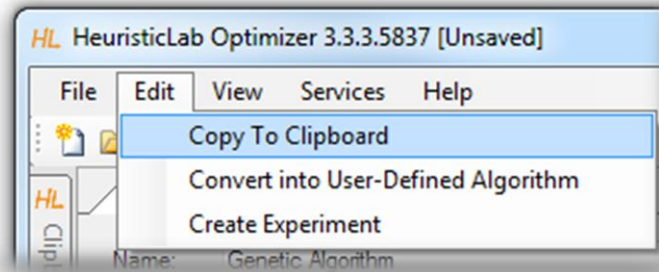 HL HeuristicLab Optimizer 3.3.3.5837 [Unsaved]
File Edit View Services Help
Copy To Clipboard
Convert into User-Defined Algorithm
Create Experiment
HL
Clip
Name: Genetic Algorithm